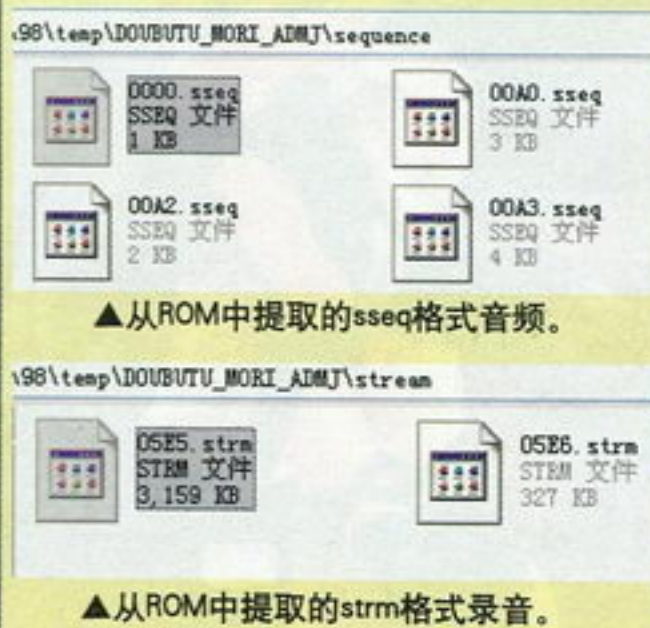 \98\temp\DOUBUTU_MORI_ADMJ\sequence
0000.sseq
SSEQ 文件
1 KB
00A0.sseq
SSEQ 文件
3 KB
00A2.sseq
SSEQ 文件
2 KB
00A3.sseq
SSEQ 文件
4 KB
▲从ROM中提取的sseq格式音频。
\98\temp\DOUBUTU_MORI_ADMJ\stream
05E5.strm
STRM 文件
3,159 KB
05E6.strm
STRM 文件
327 KB
▲从ROM中提取的strm格式录音。